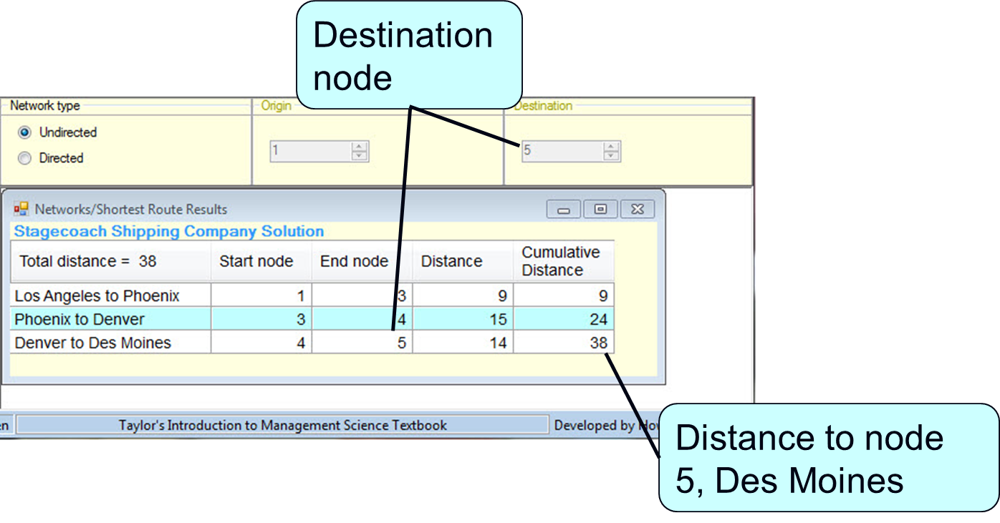 Destination
node
Network type
Origin
Destination
Undirected
Directed
1
5
Networks/Shortest Route Results
Stagecoach Shipping Company Solution
Total distance = 38 Start node End node Distance Cumulative Distance
Los Angeles to Phoenix 1 3 9 9
Phoenix to Denver 3 4 15 24
Denver to Des Moines 4 5 14 38
Taylor's Introduction to Management Science Textbook
Developed by
Distance to node
5, Des Moines